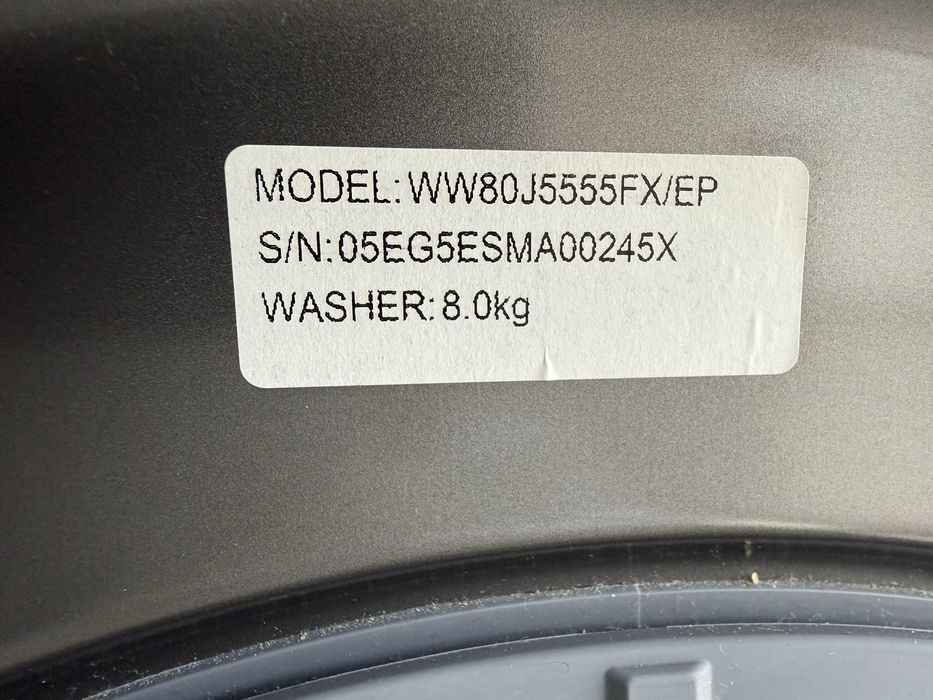 MODEL: WW80J5555FX/EP
S/N: 05EG5ESMA00245X
WASHER: 8.0kg